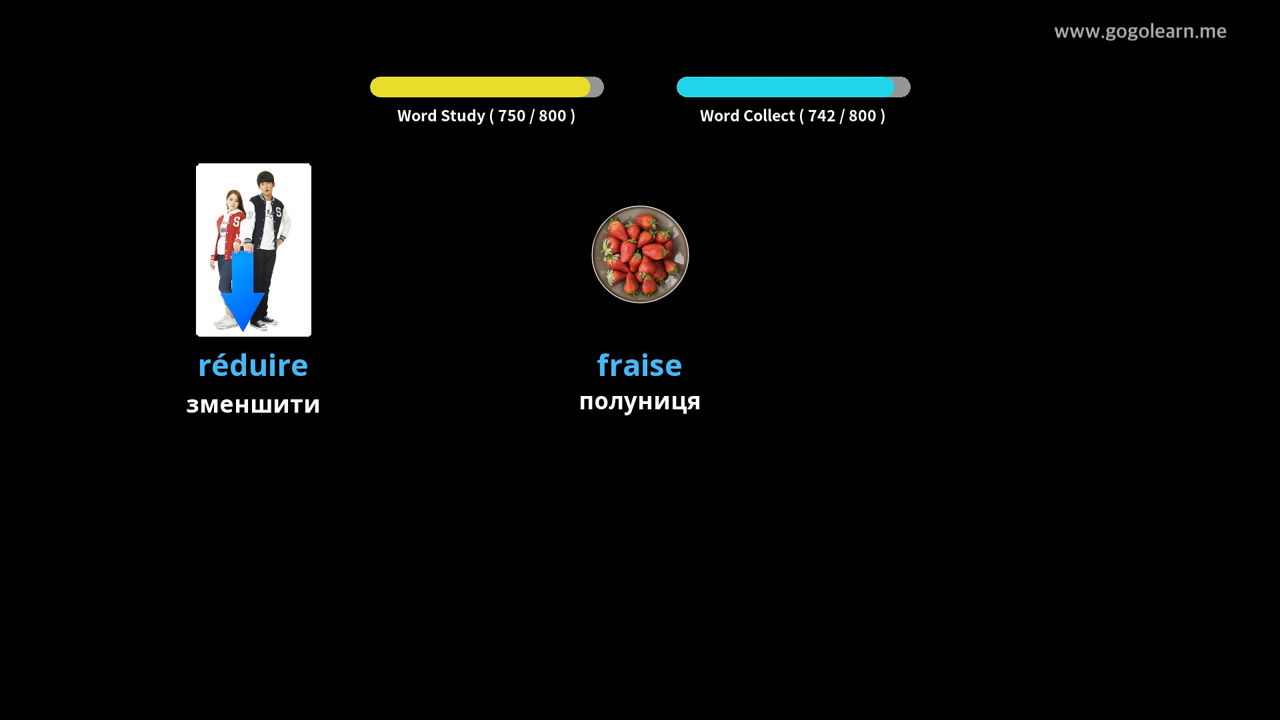 www.gogolearn.me
Word Study ( 750 / 800 )
Word Collect ( 742 / 800 )
S
S
réduire
fraise
зменшити
полуниця